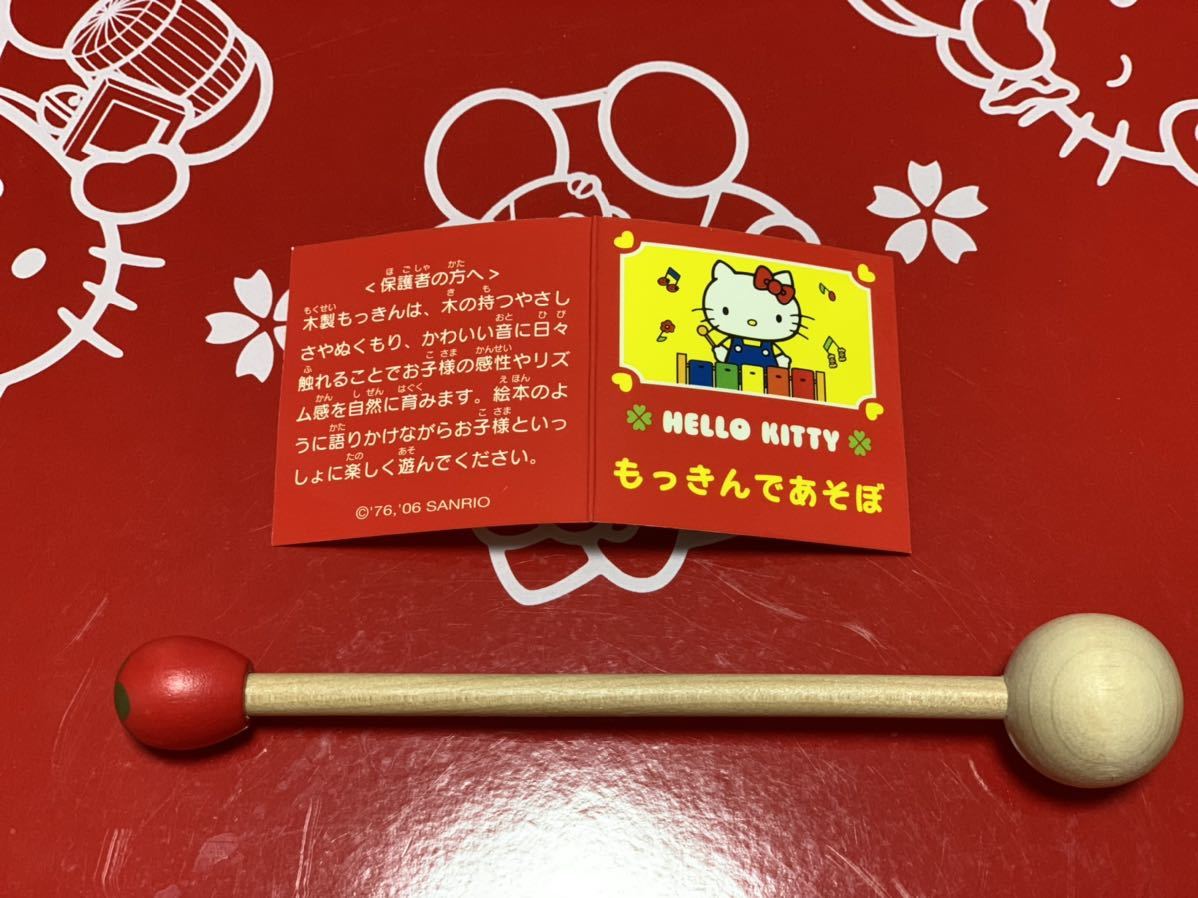 ＜保護者の方へ＞
木製もっきんは、木の持つやさし
さやぬくもり、かわいい音に日々
触れることでお子様の感性やリズ
ム感を自然に育みます。絵本のよ
うに語りかけながらお子様といっ
しょに楽しく遊んでください。
©'76,'06 SANRIO
HELLO KITTY
もっきんであそぼ